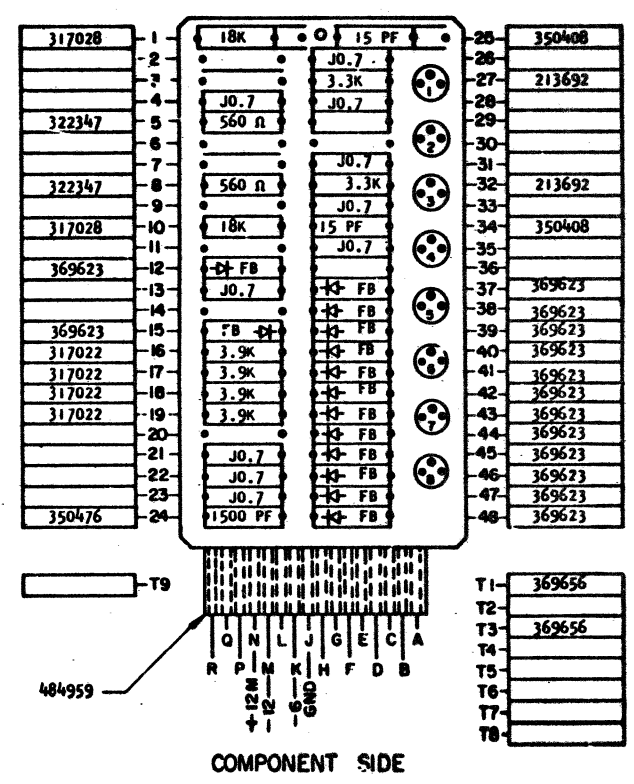 317028 1 18K 15 PF 25 350408
2 J0.7 26
3 3.3K 1 27 213692
4 J0.7 J0.7 28
322347 5 560 Ω 29
6 2 30
7 J0.7 31
322347 8 560 Ω 3.3K 3 32 213692
9 J0.7 33
317028 10 18K 15 PF 34 350408
11 J0.7 4 35
369623 12 FB 36
13 J0.7 FB 37 369623
14 FB 5 38 369623
369623 15 FB FB 39 369623
317022 16 3.9K FB 40 369623
317022 17 3.9K FB 6 41 369623
317022 18 3.9K FB 42 369623
317022 19 3.9K FB 7 43 369623
20 FB 44 369623
21 J0.7 FB 45 369623
22 J0.7 FB 8 46 369623
23 J0.7 FB 47 369623
350476 24 1500 PF FB 48 369623
T9
T1 369656
T2
T3 369656
T4
T5
T6
T7
T8
Q N L J G E C A
R P M K H F D B
+12M -12 -6 GND
484959
COMPONENT SIDE